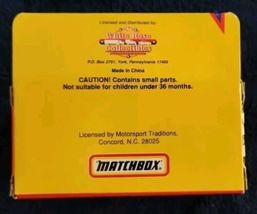 Licensed and Distributed by
White Rose
Collectibles
P.O. Box 2701, York, Pennsylvania 17405
Made in China
CAUTION! Contains small parts.
Not suitable for children under 36 months.
Licensed by Motorsport Traditions,
Concord, N.C. 28025
MATCHBOX